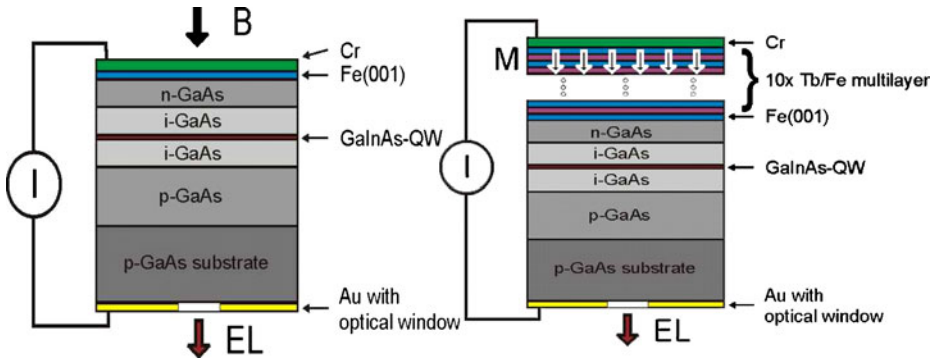 B
Cr
Fe(001)
n-GaAs
i-GaAs
GaInAs-QW
i-GaAs
I
p-GaAs
p-GaAs substrate
Au with
optical window
EL
M
Cr
10x Tb/Fe multilayer
Fe(001)
n-GaAs
i-GaAs
GaInAs-QW
i-GaAs
I
p-GaAs
p-GaAs substrate
Au with
optical window
EL